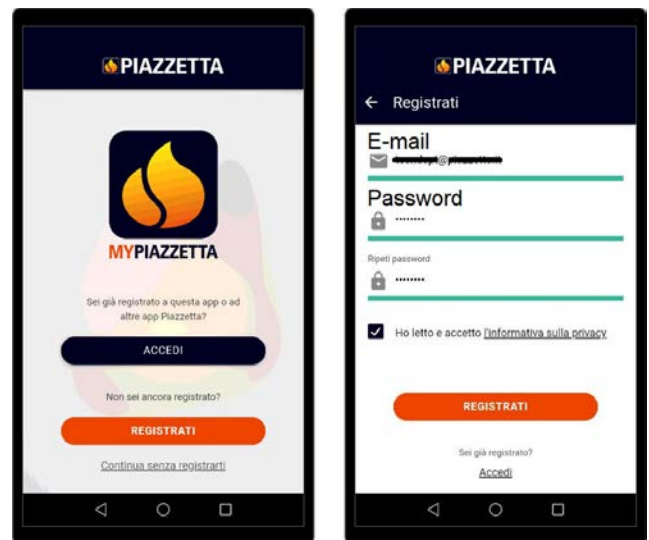 PIAZZETTA
MYPIAZZETTA
Sei già registrato a questa app o ad
altre app Piazzetta?
ACCEDI
Non sei ancora registrato?
REGISTRATI
Continua senza registrarti
PIAZZETTA
Registrati
E-mail
Password
Ripeti password
Ho letto e accetto l'informativa sulla privacy
REGISTRATI
Sei già registrato?
Accedi